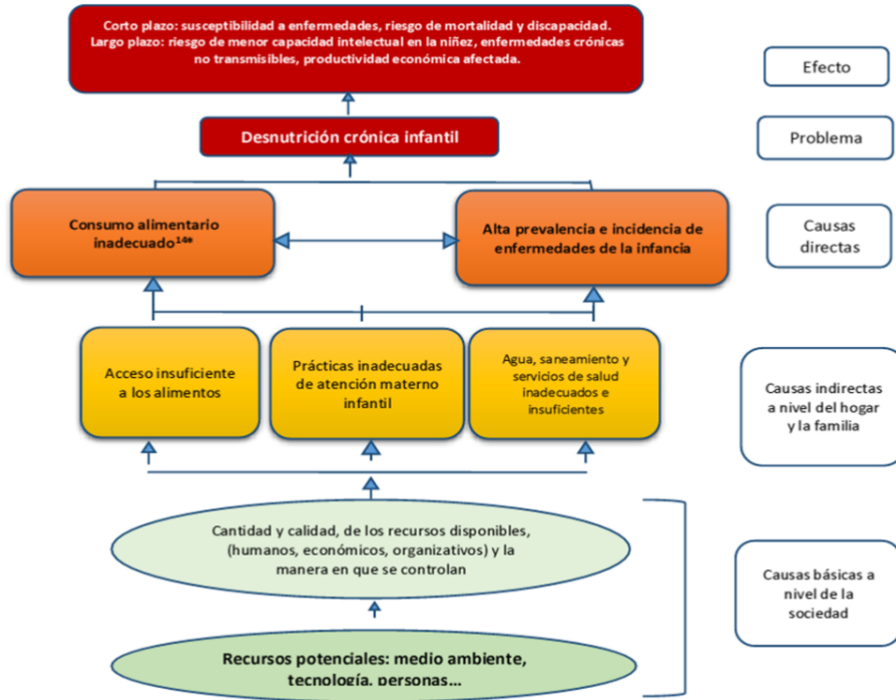 Corto plazo: susceptibilidad a enfermedades, riesgo de mortalidad y discapacidad.
Largo plazo: riesgo de menor capacidad intelectual en la niñez, enfermedades crónicas
no transmisibles, productividad económica afectada.
Efecto
Desnutrición crónica infantil
Problema
Consumo alimentario
inadecuado¹⁴*
Alta prevalencia e incidencia de
enfermedades de la infancia
Causas
directas
Acceso insuficiente
a los alimentos
Prácticas inadecuadas
de atención materno
infantil
Agua, saneamiento y
servicios de salud
inadecuados e
insuficientes
Causas indirectas
a nivel del hogar
y la familia
Cantidad y calidad, de los recursos disponibles,
(humanos, económicos, organizativos) y la
manera en que se controlan
Causas básicas a
nivel de la
sociedad
Recursos potenciales: medio ambiente,
tecnología, personas...